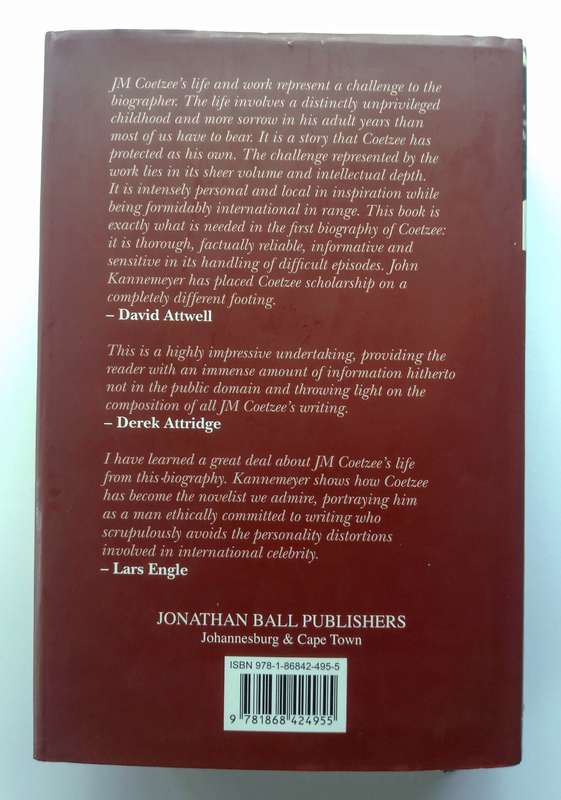 JM Coetzee's life and work represent a challenge to the
biographer. The life involves a distinctly unprivileged
childhood and more sorrow in his adult years than
most of us have to bear. It is a story that Coetzee has
protected as his own. The challenge represented by the
work lies in its sheer volume and intellectual depth.
It is intensely personal and local in inspiration while
being formidably international in range. This book is
exactly what is needed in the first biography of Coetzee:
it is thorough, factually reliable, informative and
sensitive in its handling of difficult episodes. John
Kannemeyer has placed Coetzee scholarship on a
completely different footing.
– David Attwell
This is a highly impressive undertaking, providing the
reader with an immense amount of information hitherto
not in the public domain and throwing light on the
composition of all JM Coetzee's writing.
– Derek Attridge
I have learned a great deal about JM Coetzee's life
from this biography. Kannemeyer shows how Coetzee
has become the novelist we admire, portraying him
as a man ethically committed to writing who
scrupulously avoids the personality distortions
involved in international celebrity.
– Lars Engle
JONATHAN BALL PUBLISHERS
Johannesburg & Cape Town
ISBN 978-1-86842-495-5
9 781868 424955